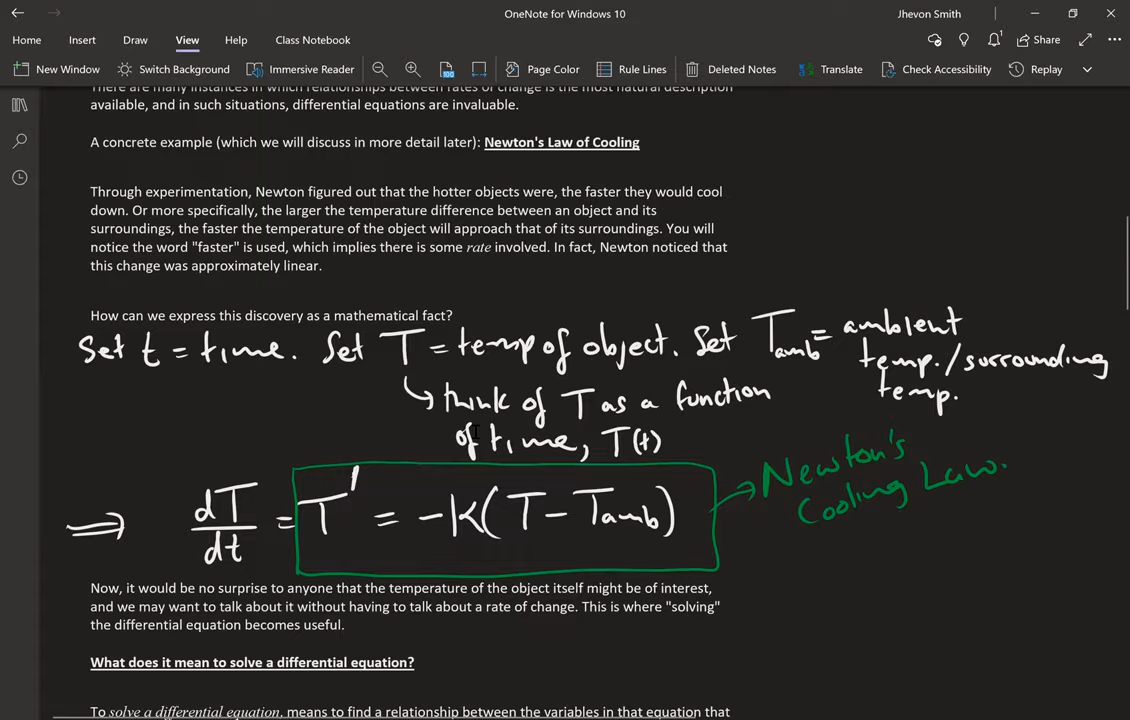 OneNote for Windows 10
Jhevon Smith
Home Insert Draw View Help Class Notebook
1 Share
New Window Switch Background Immersive Reader 100 Page Color Rule Lines Deleted Notes Translate Check Accessibility Replay
There are many instances in which relationships between rates of change is the most natural description
available, and in such situations, differential equations are invaluable.
A concrete example (which we will discuss in more detail later): Newton's Law of Cooling
Through experimentation, Newton figured out that the hotter objects were, the faster they would cool
down. Or more specifically, the larger the temperature difference between an object and its
surroundings, the faster the temperature of the object will approach that of its surroundings. You will
notice the word "faster" is used, which implies there is some rate involved. In fact, Newton noticed that
this change was approximately linear.
How can we express this discovery as a mathematical fact?
Set t = time. Set T = temp of object. Set Tamb = ambient
temp./surrounding
temp.
↳ think of T as a function
of time, T(t)
⟹ dT/dt = T' = -K(T - Tamb)
→ Newton's
Cooling Law.
Now, it would be no surprise to anyone that the temperature of the object itself might be of interest,
and we may want to talk about it without having to talk about a rate of change. This is where "solving"
the differential equation becomes useful.
What does it mean to solve a differential equation?
To solve a differential equation, means to find a relationship between the variables in that equation that